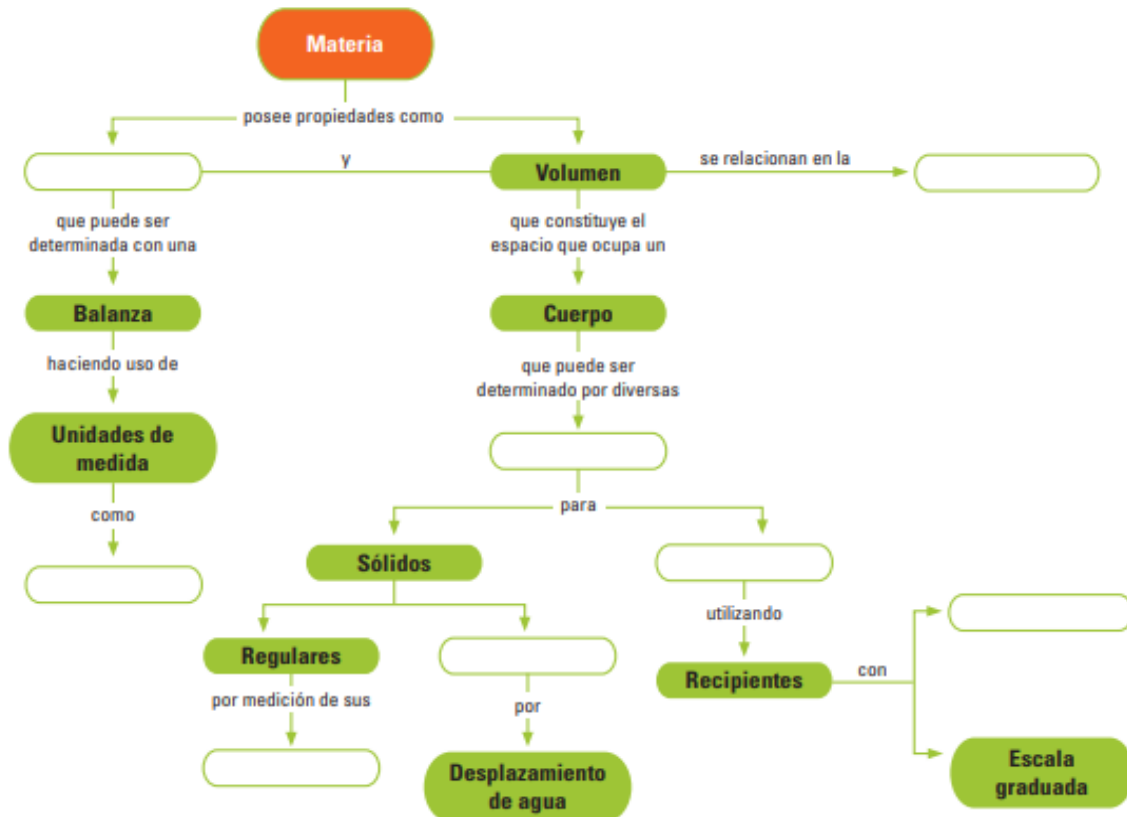 Materia
posee propiedades como
y
Volumen
se relacionan en la
que puede ser
determinada con una
que constituye el
espacio que ocupa un
Balanza
Cuerpo
haciendo uso de
que puede ser
determinado por diversas
Unidades de
medida
como
para
Sólidos
utilizando
Regulares
Recipientes
con
por medición de sus
por
Desplazamiento
de agua
Escala
graduada